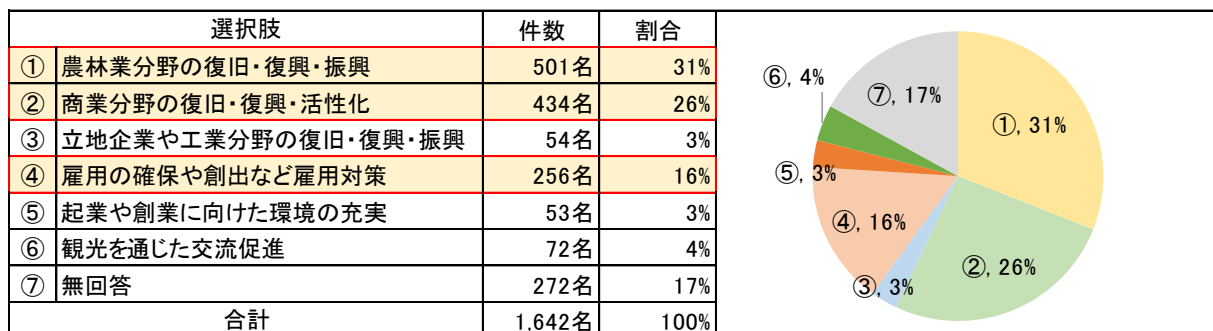 選択肢 件数 割合
① 農林業分野の復旧・復興・振興 501名 31%
② 商業分野の復旧・復興・活性化 434名 26%
③ 立地企業や工業分野の復旧・復興・振興 54名 3%
④ 雇用の確保や創出など雇用対策 256名 16%
⑤ 起業や創業に向けた環境の充実 53名 3%
⑥ 観光を通じた交流促進 72名 4%
⑦ 無回答 272名 17%
合計 1,642名 100%
①, 31%
②, 26%
③, 3%
④, 16%
⑤, 3%
⑥, 4%
⑦, 17%